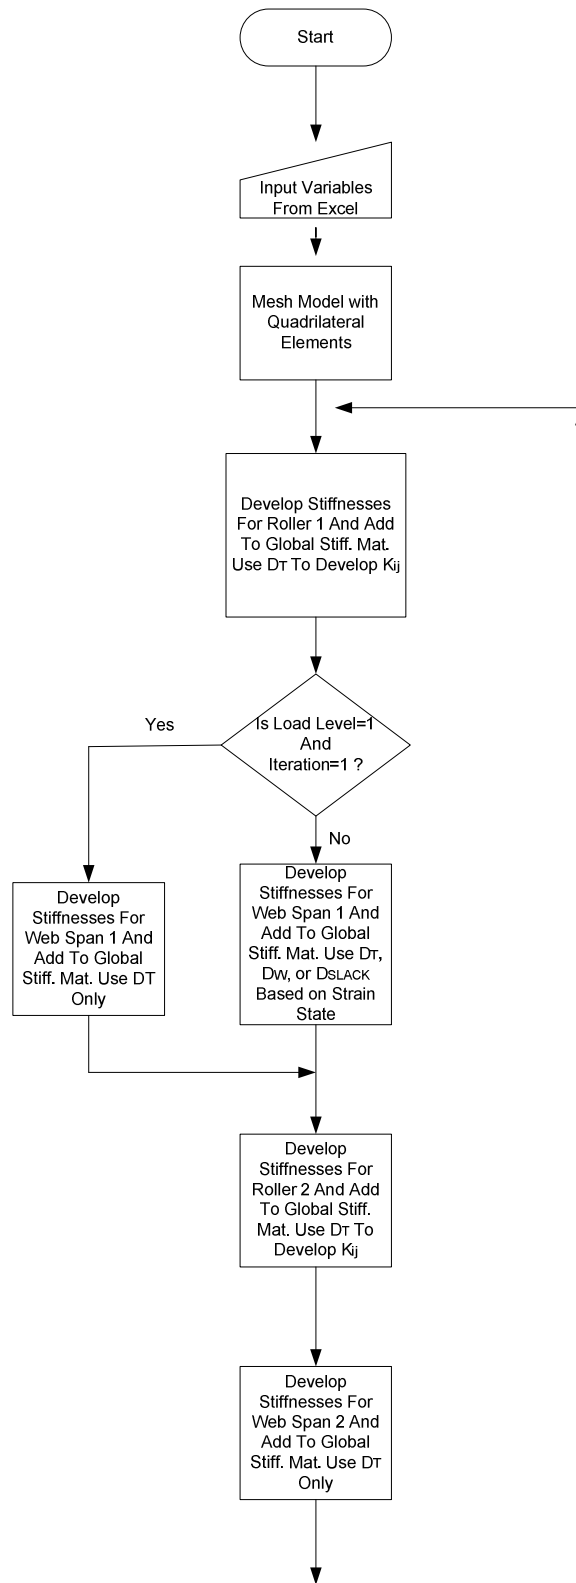 Start
Input Variables
From Excel
Mesh Model with
Quadrilateral
Elements
Develop Stiffnesses
For Roller 1 And Add
To Global Stiff. Mat.
Use DT To Develop Kij
Is Load Level=1
And
Iteration=1 ?
Yes
No
Develop
Stiffnesses For
Web Span 1 And
Add To Global
Stiff. Mat. Use DT
Only
Develop
Stiffnesses For
Web Span 1 And
Add To Global
Stiff. Mat. Use DT,
DW, or DSLACK
Based on Strain
State
Develop
Stiffnesses For
Roller 2 And Add
To Global Stiff.
Mat. Use DT To
Develop Kij
Develop
Stiffnesses For
Web Span 2 And
Add To Global
Stiff. Mat. Use DT
Only